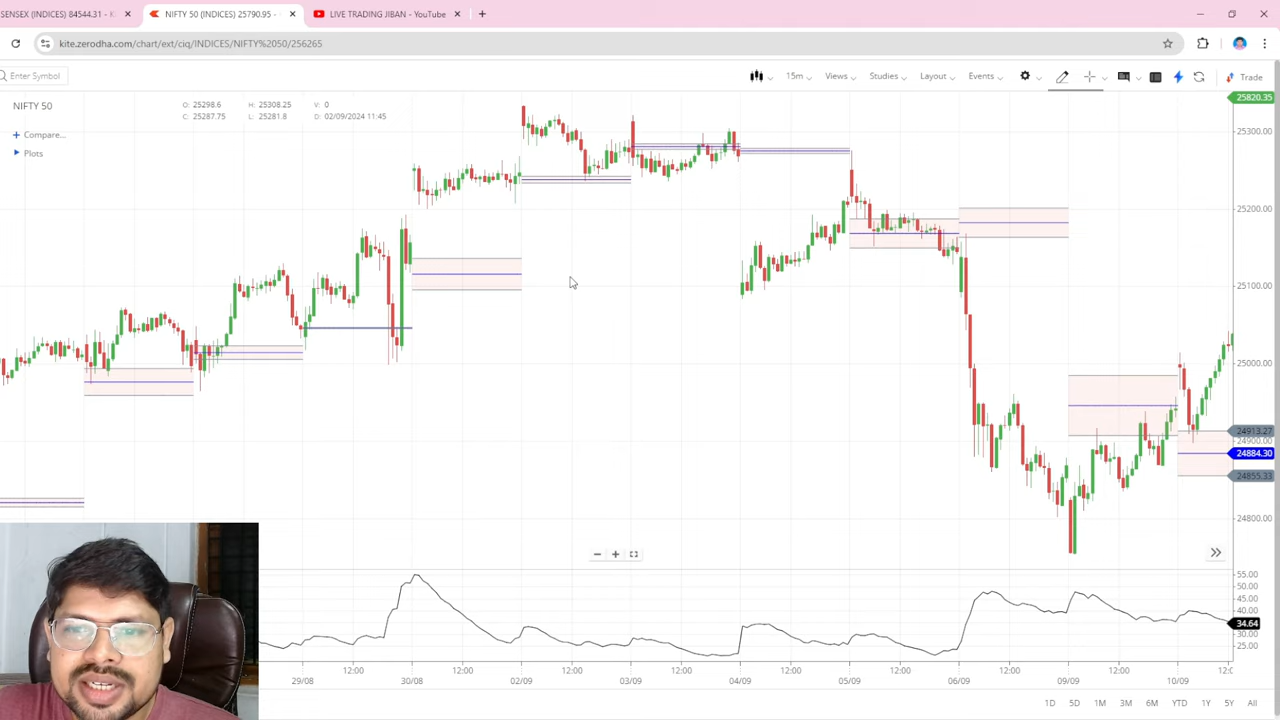 SENSEX (INDICES) 84544.31 - K
NIFTY 50 (INDICES) 25790.95 -
LIVE TRADING JIBAN - YouTube
kite.zerodha.com/chart/ext/ciq/INDICES/NIFTY%2050/256265
Enter Symbol
15m
Views
Studies
Layout
Events
Trade
NIFTY 50
O: 25298.6 H: 25308.25 V: 0
C: 25287.75 L: 25281.8 D: 02/09/2024 11:45
+ Compare...
Plots
25820.35
25300.00
25200.00
25100.00
25000.00
24913.27
24900.00
24884.30
24855.33
24800.00
55.00
50.00
45.00
40.00
34.64
30.00
25.00
12:00 12:00 12:00 12:00 12:00 12:00 12:00 12:00
29/08 30/08 02/09 03/09 04/09 05/09 06/09 09/09 10/09
1D 5D 1M 3M 6M YTD 1Y 5Y All